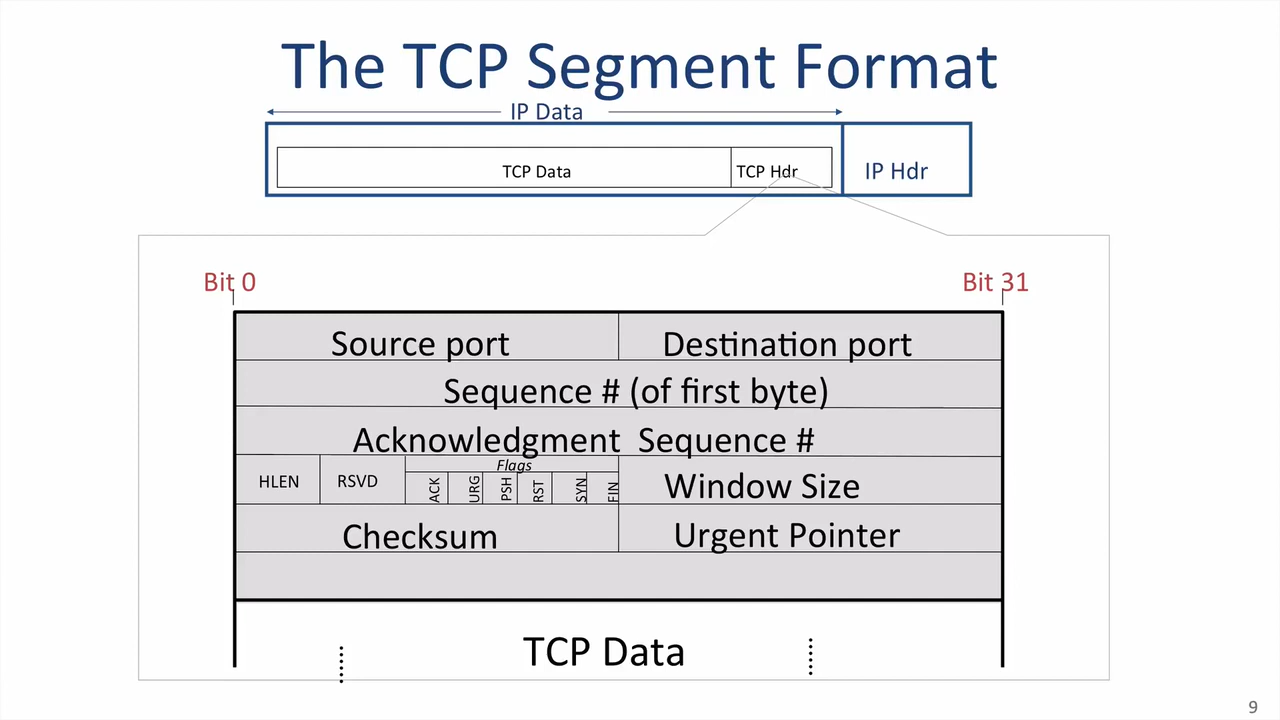 The TCP Segment Format
IP Data
TCP Data TCP Hdr IP Hdr
Bit 0 Bit 31
Source port Destination port
Sequence # (of first byte)
Acknowledgment Sequence #
Flags
HLEN RSVD ACK URG PSH RST SYN FIN Window Size
Checksum Urgent Pointer
TCP Data
9